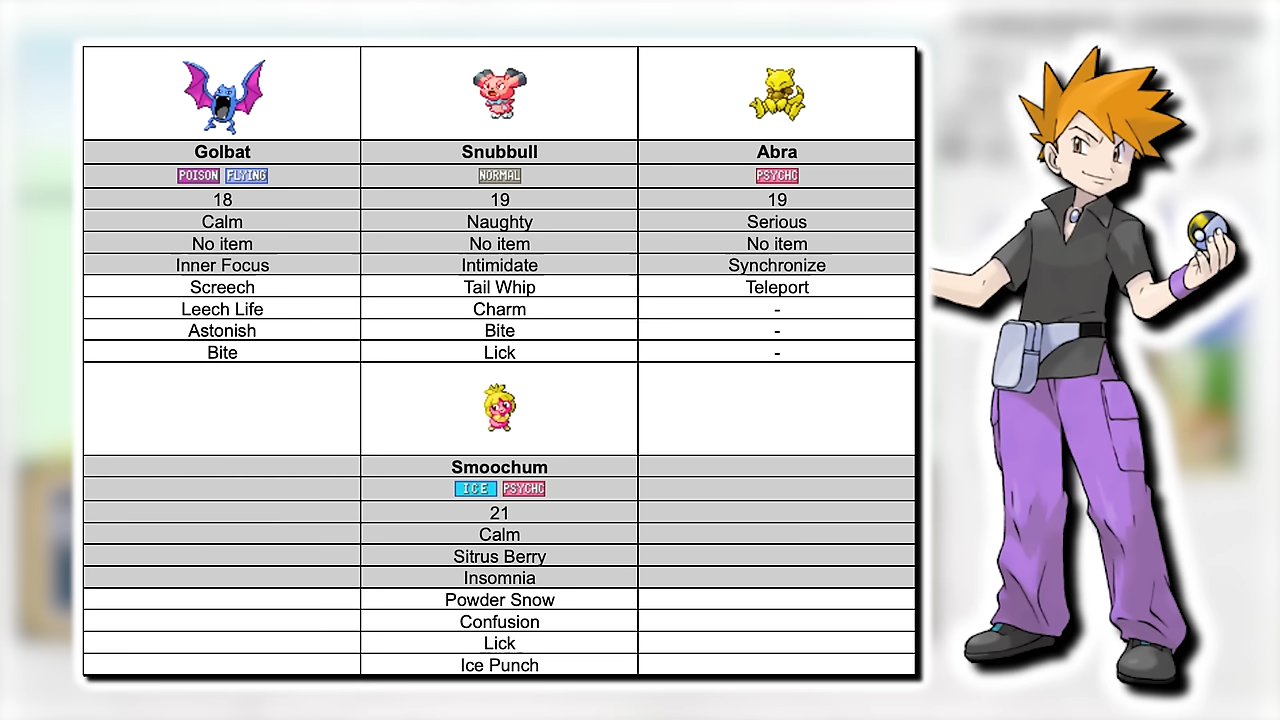 Golbat Snubbull Abra
POISON FLYING NORMAL PSYCHC
18 19 19
Calm Naughty Serious
No item No item No item
Inner Focus Intimidate Synchronize
Screech Tail Whip Teleport
Leech Life Charm -
Astonish Bite -
Bite Lick -
Smoochum
ICE PSYCHC
21
Calm
Sitrus Berry
Insomnia
Powder Snow
Confusion
Lick
Ice Punch